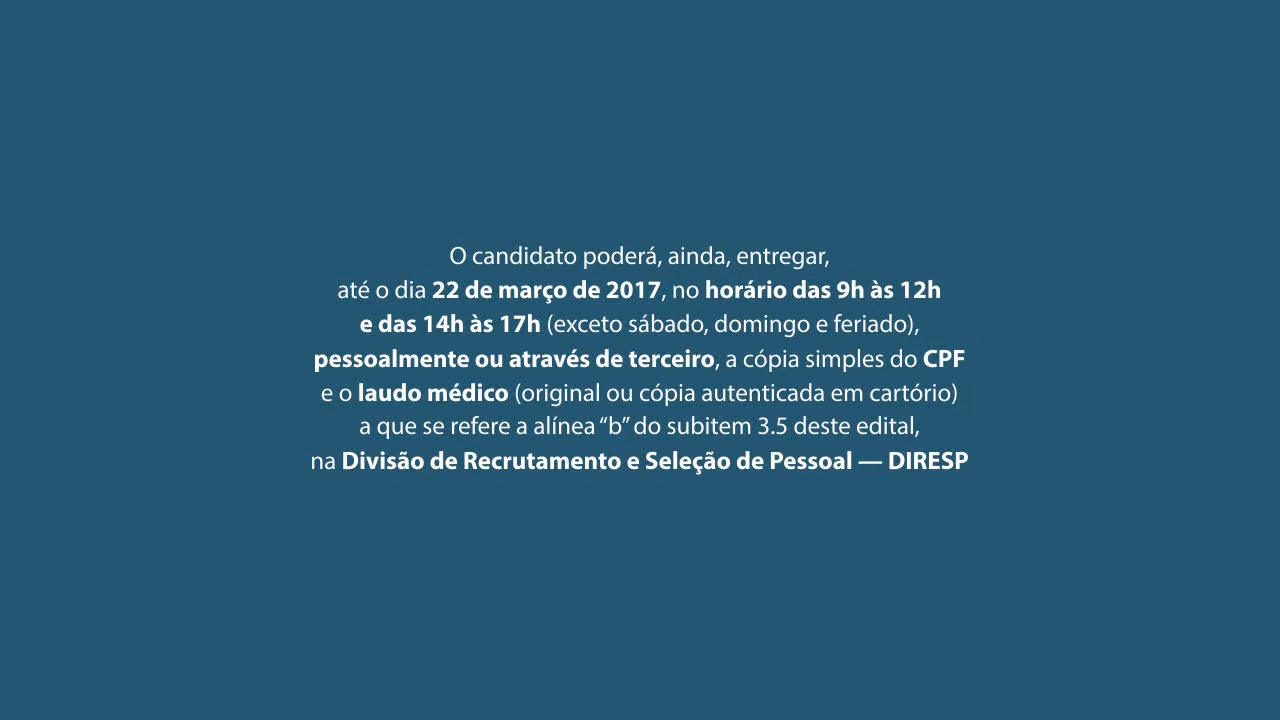 O candidato poderá, ainda, entregar,
até o dia 22 de março de 2017, no horário das 9h às 12h
e das 14h às 17h (exceto sábado, domingo e feriado),
pessoalmente ou através de terceiro, a cópia simples do CPF
e o laudo médico (original ou cópia autenticada em cartório)
a que se refere a alínea “b” do subitem 3.5 deste edital,
na Divisão de Recrutamento e Seleção de Pessoal — DIRESP